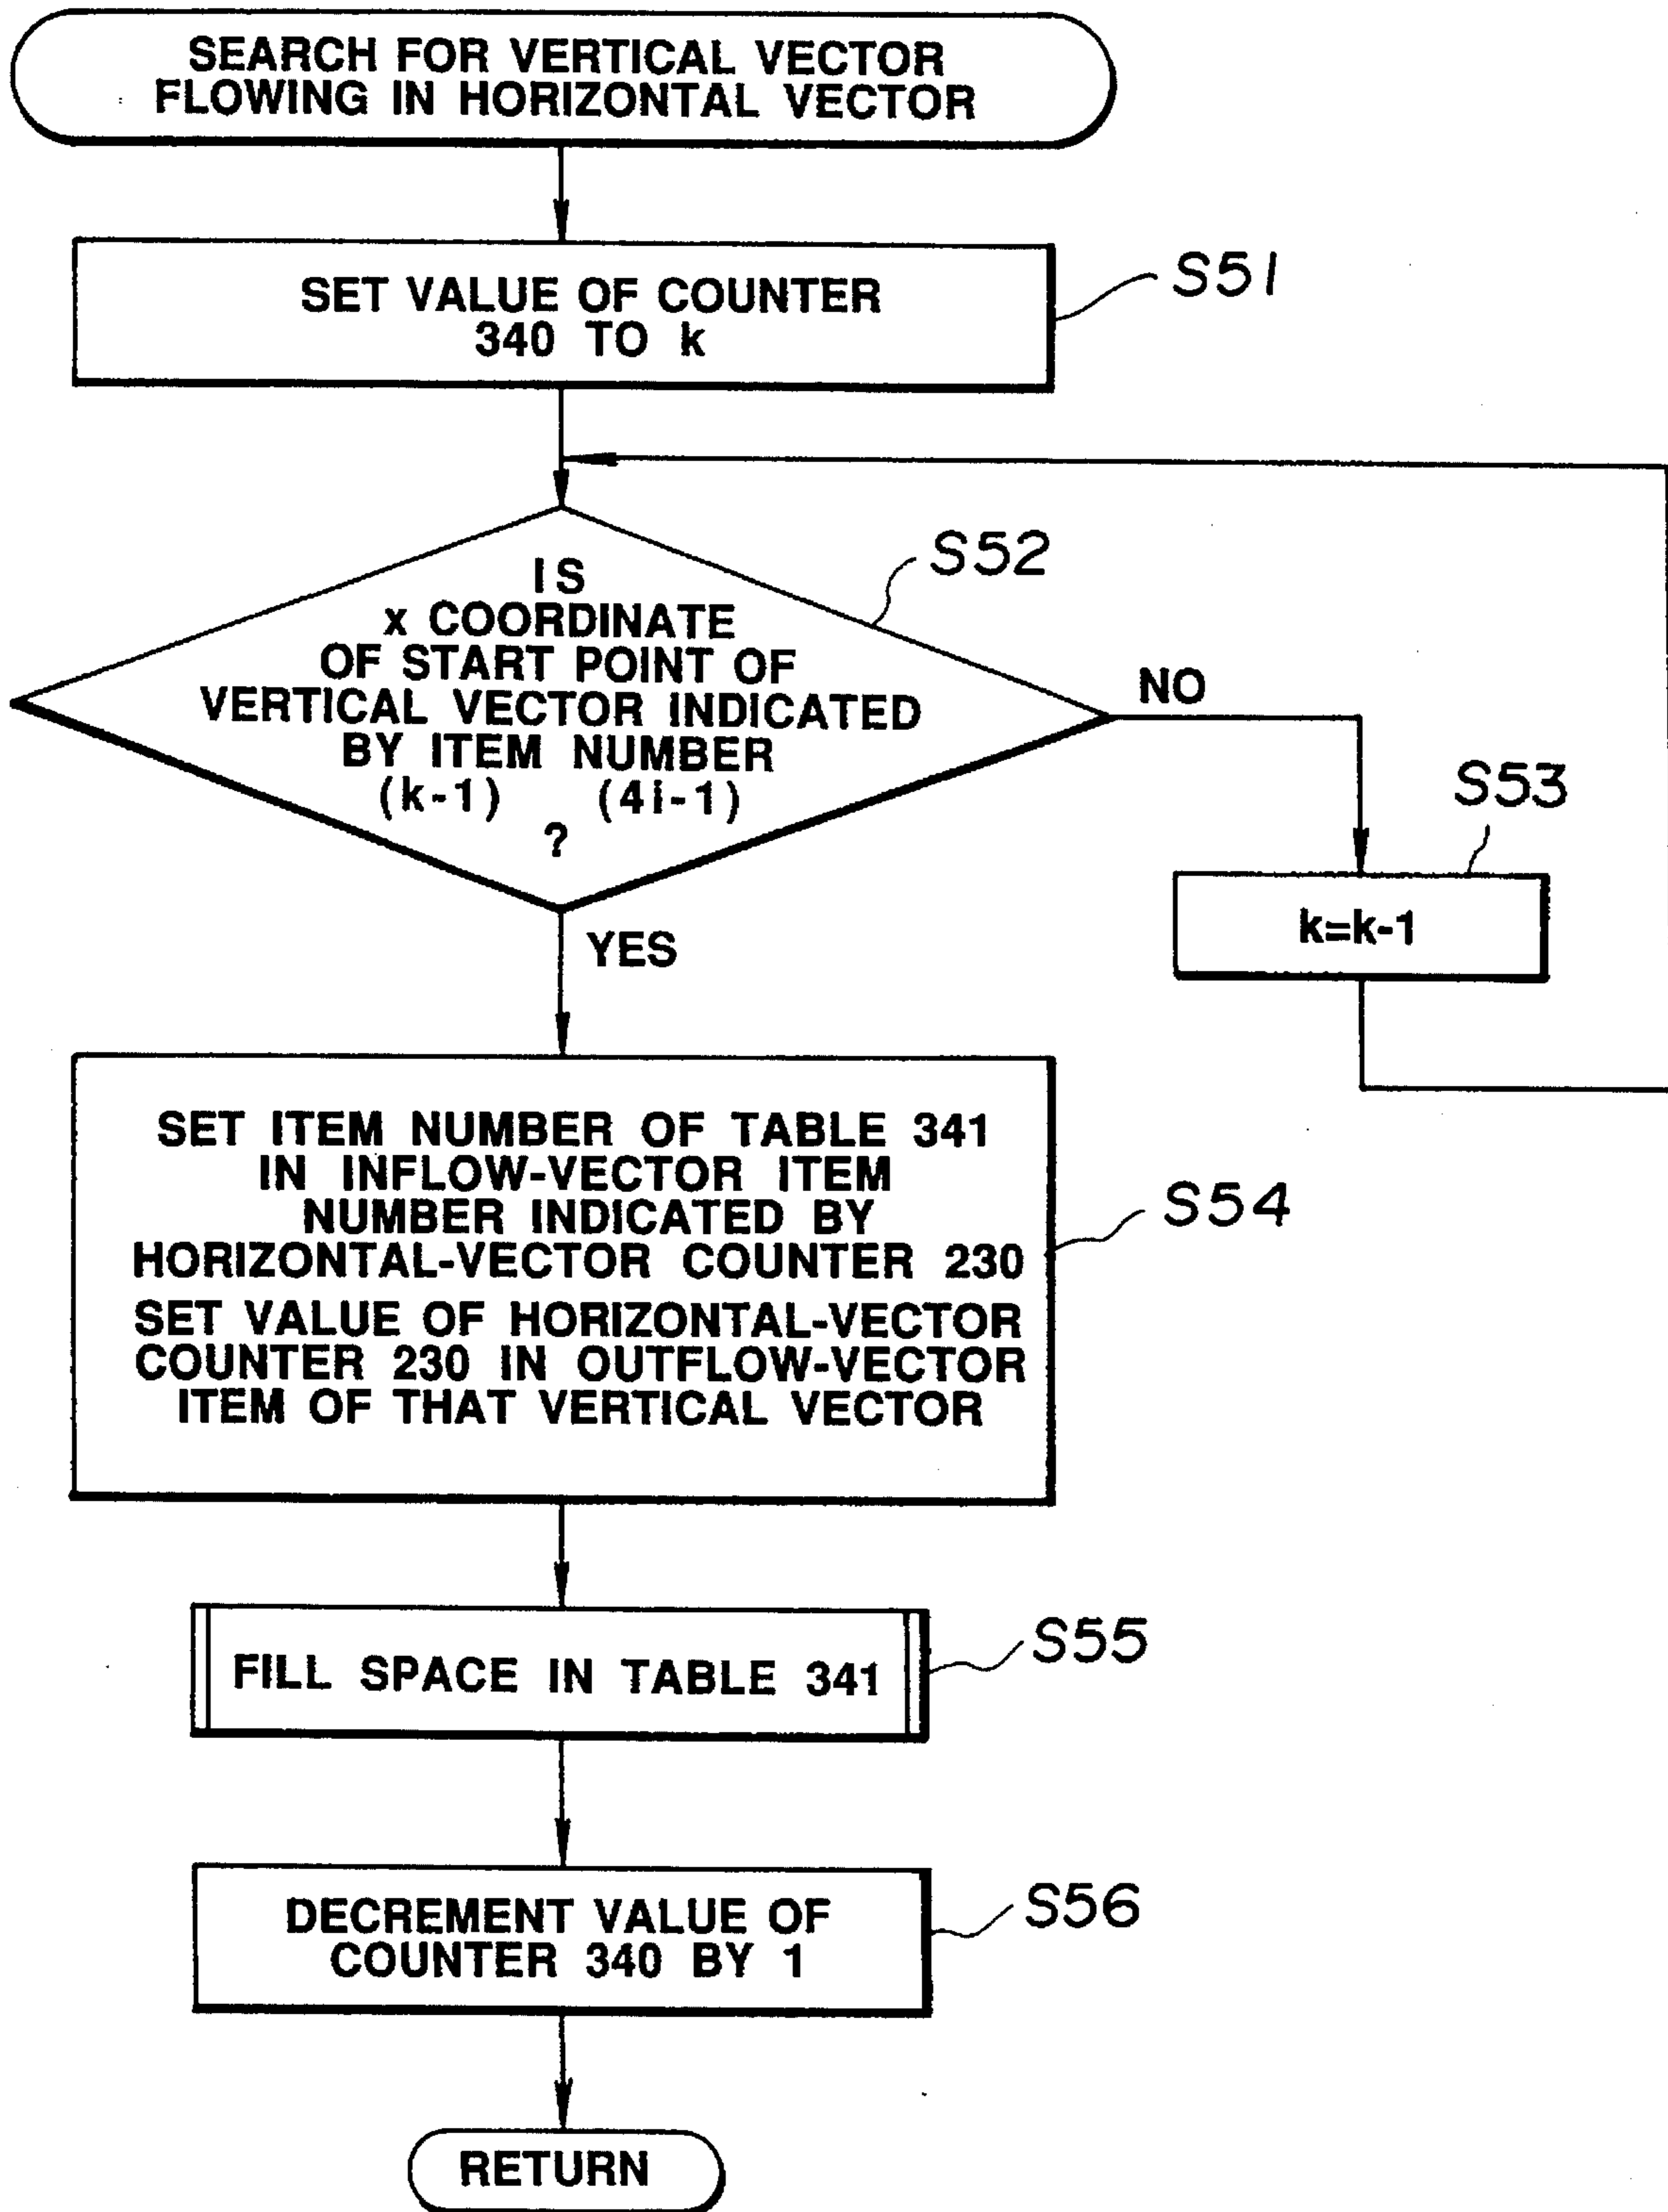 SEARCH FOR VERTICAL VECTOR
FLOWING IN HORIZONTAL VECTOR
SET VALUE OF COUNTER
340 TO k
S51
IS
x COORDINATE
OF START POINT OF
VERTICAL VECTOR INDICATED
BY ITEM NUMBER
(k-1) (4i-1)
?
S52
NO
S53
k=k-1
YES
SET ITEM NUMBER OF TABLE 341
IN INFLOW-VECTOR ITEM
NUMBER INDICATED BY
HORIZONTAL-VECTOR COUNTER 230
SET VALUE OF HORIZONTAL-VECTOR
COUNTER 230 IN OUTFLOW-VECTOR
ITEM OF THAT VERTICAL VECTOR
S54
FILL SPACE IN TABLE 341
S55
DECREMENT VALUE OF
COUNTER 340 BY 1
S56
RETURN